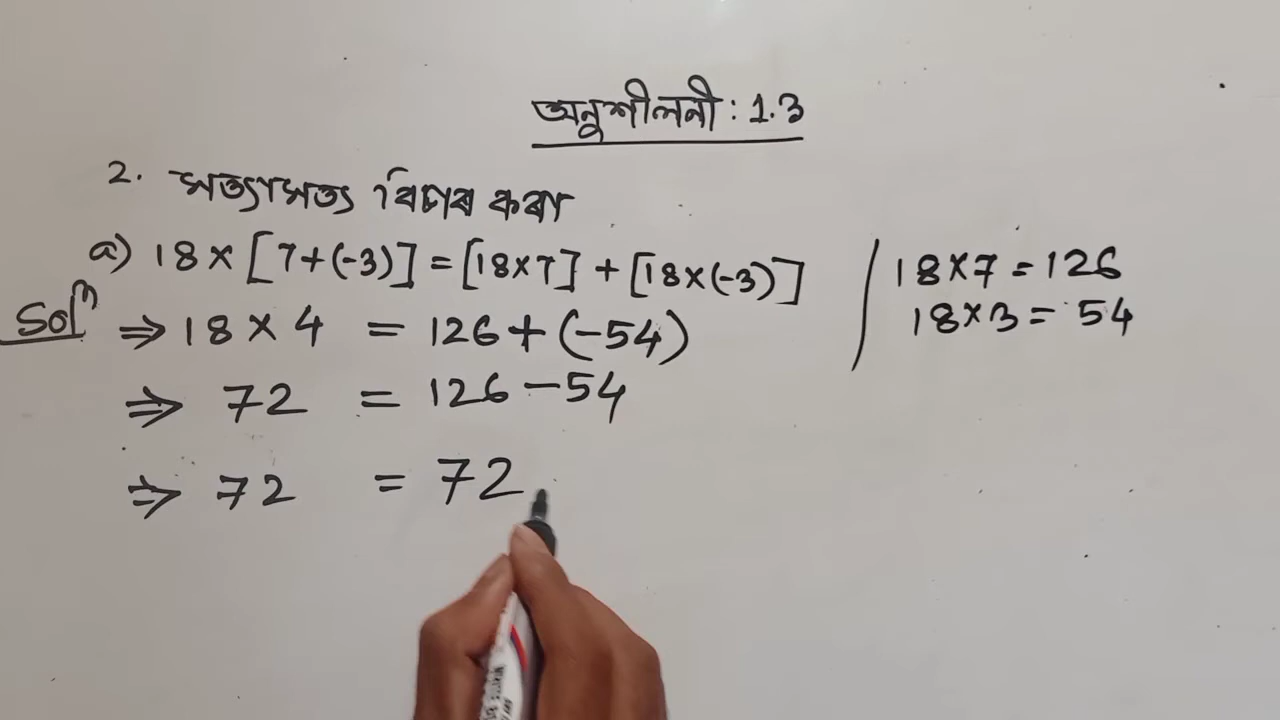 অনুশীলনী : 1.3
2. সত্যাসত্য বিচাৰ কৰা
a) 18 × [7+(-3)] = [18×7] + [18×(-3)]
Solⁿ ⇒ 18 × 4 = 126 + (-54)
⇒ 72 = 126 - 54
⇒ 72 = 72
18×7 = 126
18×3 = 54